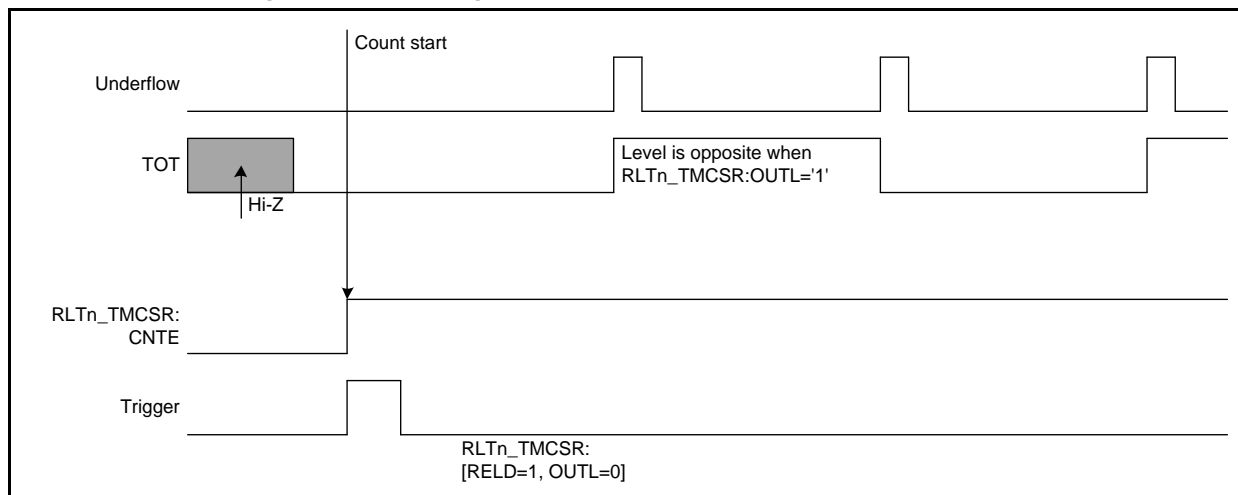 Count start
Underflow
TOT
Level is opposite when
RLTn_TMCSR:OUTL='1'
Hi-Z
RLTn_TMCSR:
CNTE
Trigger
RLTn_TMCSR:
[RELD=1, OUTL=0]